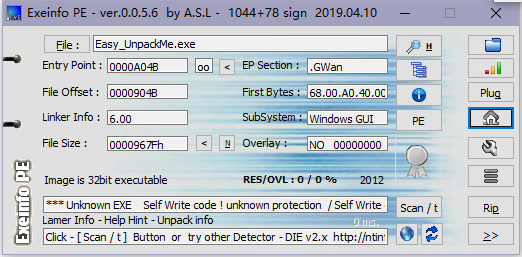 Exeinfo PE - ver.0.0.5.6 by A.S.L - 1044+78 sign 2019.04.10
File : Easy_UnpackMe.exe H
Entry Point : 0000A04B oo < EP Section : .GWan
File Offset : 0000904B First Bytes : 68.00.A0.40.00 Plug
Linker Info : 6.00 SubSystem : Windows GUI PE
File Size : 0000967Fh < N Overlay : NO 00000000
Image is 32bit executable RES/OVL : 0 / 0 % 2012
*** Unknown EXE Self Write code ! unknown protection / Self Write Scan / t Rip
Lamer Info - Help Hint - Unpack info 0 ms.
Click - [ Scan / t ] Button or try other Detector - DIE v2.x http://ntin >>
Exeinfo PE